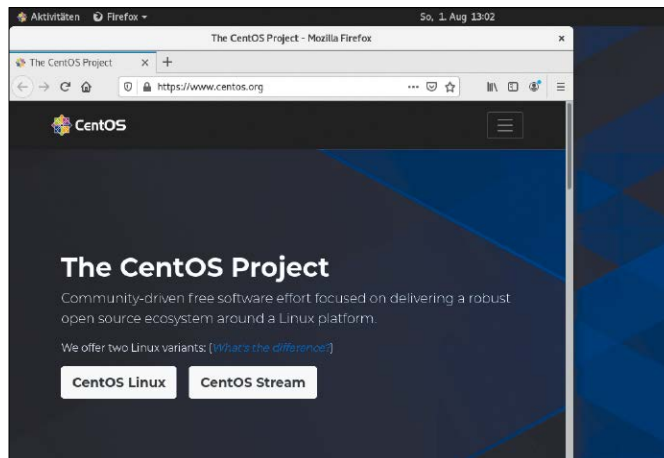 Aktivitäten Firefox
So, 1. Aug 13:02
The CentOS Project - Mozilla Firefox
The CentOS Project
https://www.centos.org
CentOS
The CentOS Project
Community-driven free software effort focused on delivering a robust
open source ecosystem around a Linux platform.
We offer two Linux variants: (What's the difference?)
CentOS Linux CentOS Stream